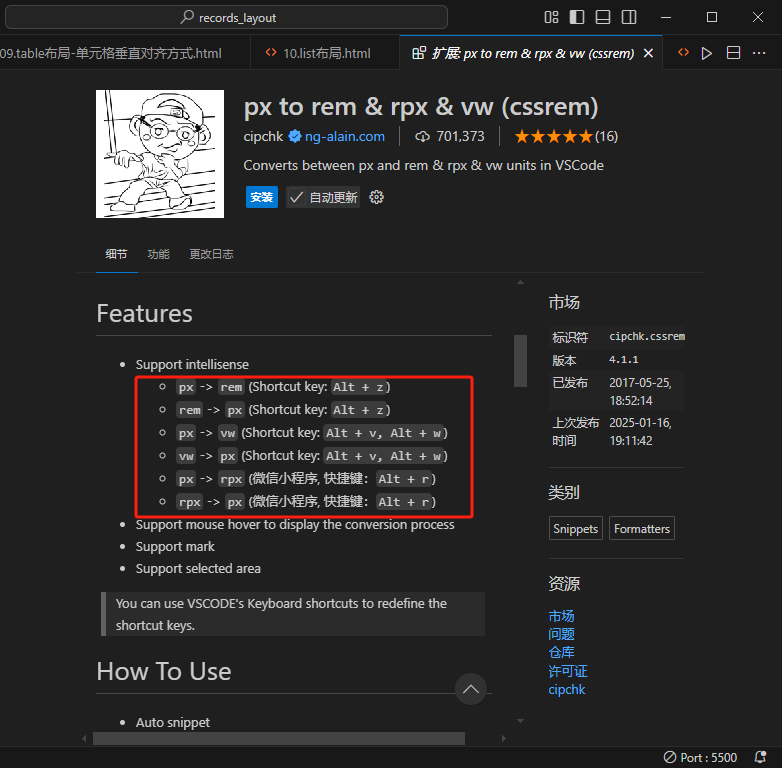 records_layout
09.table布局-单元格垂直对齐方式.html
10.list布局.html
扩展: px to rem & rpx & vw (cssrem)
px to rem & rpx & vw (cssrem)
cipchk ng-alain.com 701,373 (16)
Converts between px and rem & rpx & vw units in VSCode
安装 自动更新
细节 功能 更改日志
Features
Support intellisense
px -> rem (Shortcut key: Alt + z)
rem -> px (Shortcut key: Alt + z)
px -> vw (Shortcut key: Alt + v, Alt + w)
vw -> px (Shortcut key: Alt + v, Alt + w)
px -> rpx (微信小程序, 快捷键： Alt + r)
rpx -> px (微信小程序, 快捷键： Alt + r)
Support mouse hover to display the conversion process
Support mark
Support selected area
You can use VSCODE's Keyboard shortcuts to redefine the
shortcut keys.
How To Use
Auto snippet
市场
标识符 cipchk.cssrem
版本 4.1.1
已发布 2017-05-25,
18:52:14
上次发布 2025-01-16,
时间 19:11:42
类别
Snippets Formatters
资源
市场
问题
仓库
许可证
cipchk
Port : 5500